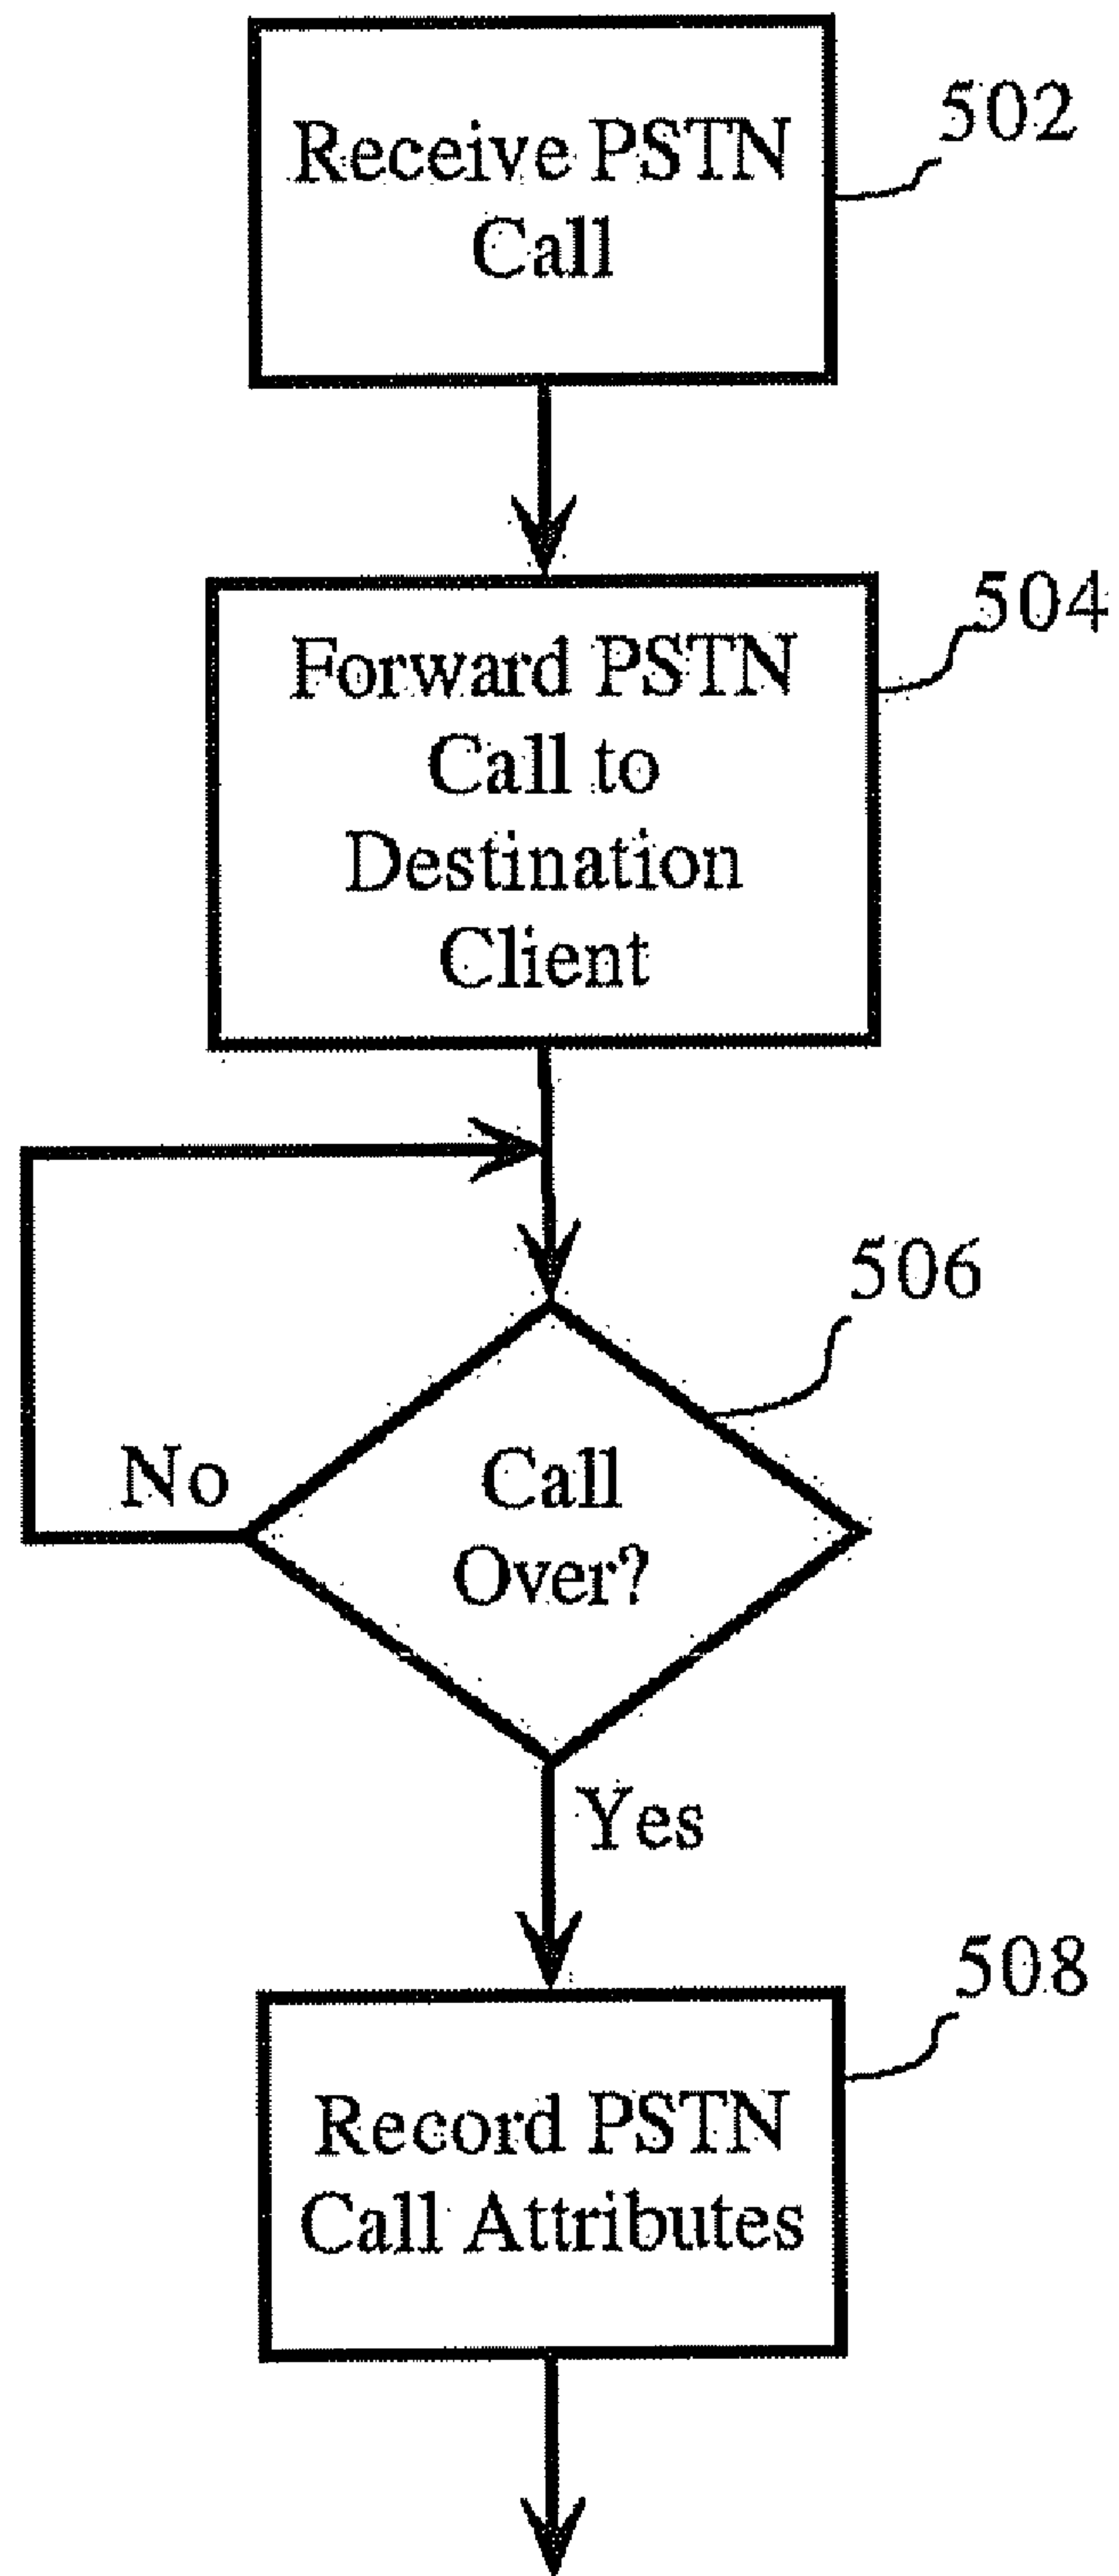 Receive PSTN
Call
502
Forward PSTN
Call to
Destination
Client
504
506
Call
Over?
No
Yes
508
Record PSTN
Call Attributes